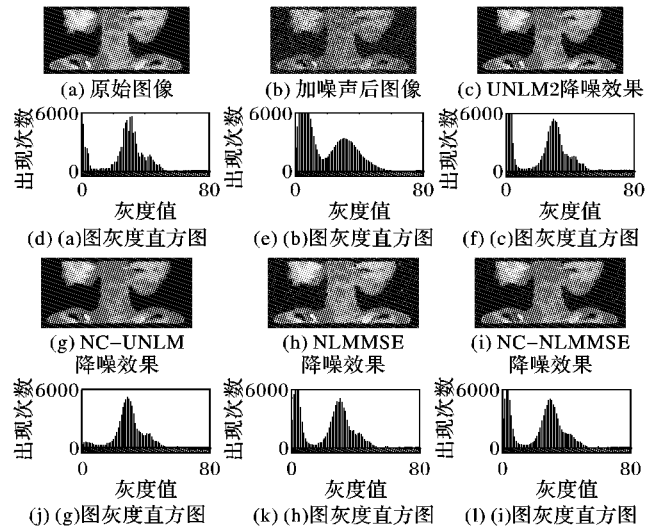 (a) 原始图像 (b) 加噪声后图像 (c) UNLM2降噪效果
出现次数 6000 0 0 80 灰度值
出现次数 6000 0 0 80 灰度值
出现次数 6000 0 0 80 灰度值
(d) (a)图灰度直方图 (e) (b)图灰度直方图 (f) (c)图灰度直方图
(g) NC-UNLM 降噪效果
(h) NLMMSE 降噪效果
(i) NC-NLMMSE 降噪效果
出现次数 6000 0 0 80 灰度值
出现次数 6000 0 0 80 灰度值
出现次数 6000 0 0 80 灰度值
(j) (g)图灰度直方图 (k) (h)图灰度直方图 (l) (i)图灰度直方图